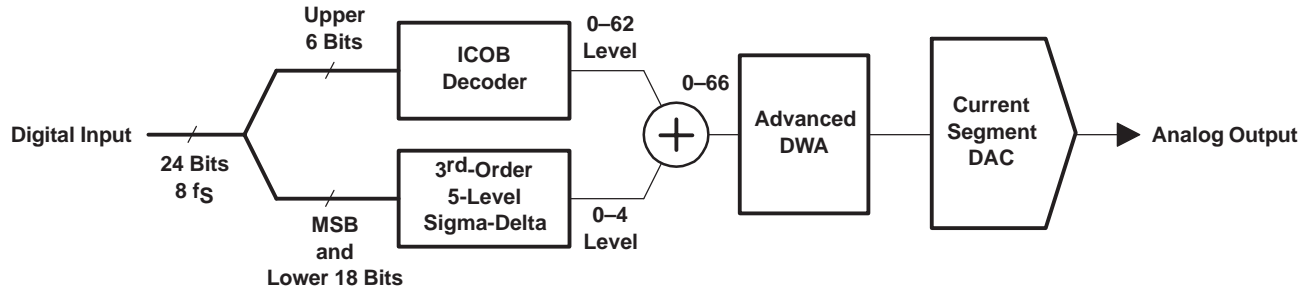 Digital Input
24 Bits
8 fS
Upper
6 Bits
ICOB
Decoder
0–62
Level
MSB
and
Lower 18 Bits
3rd-Order
5-Level
Sigma-Delta
0–4
Level
+
0–66
Advanced
DWA
Current
Segment
DAC
Analog Output